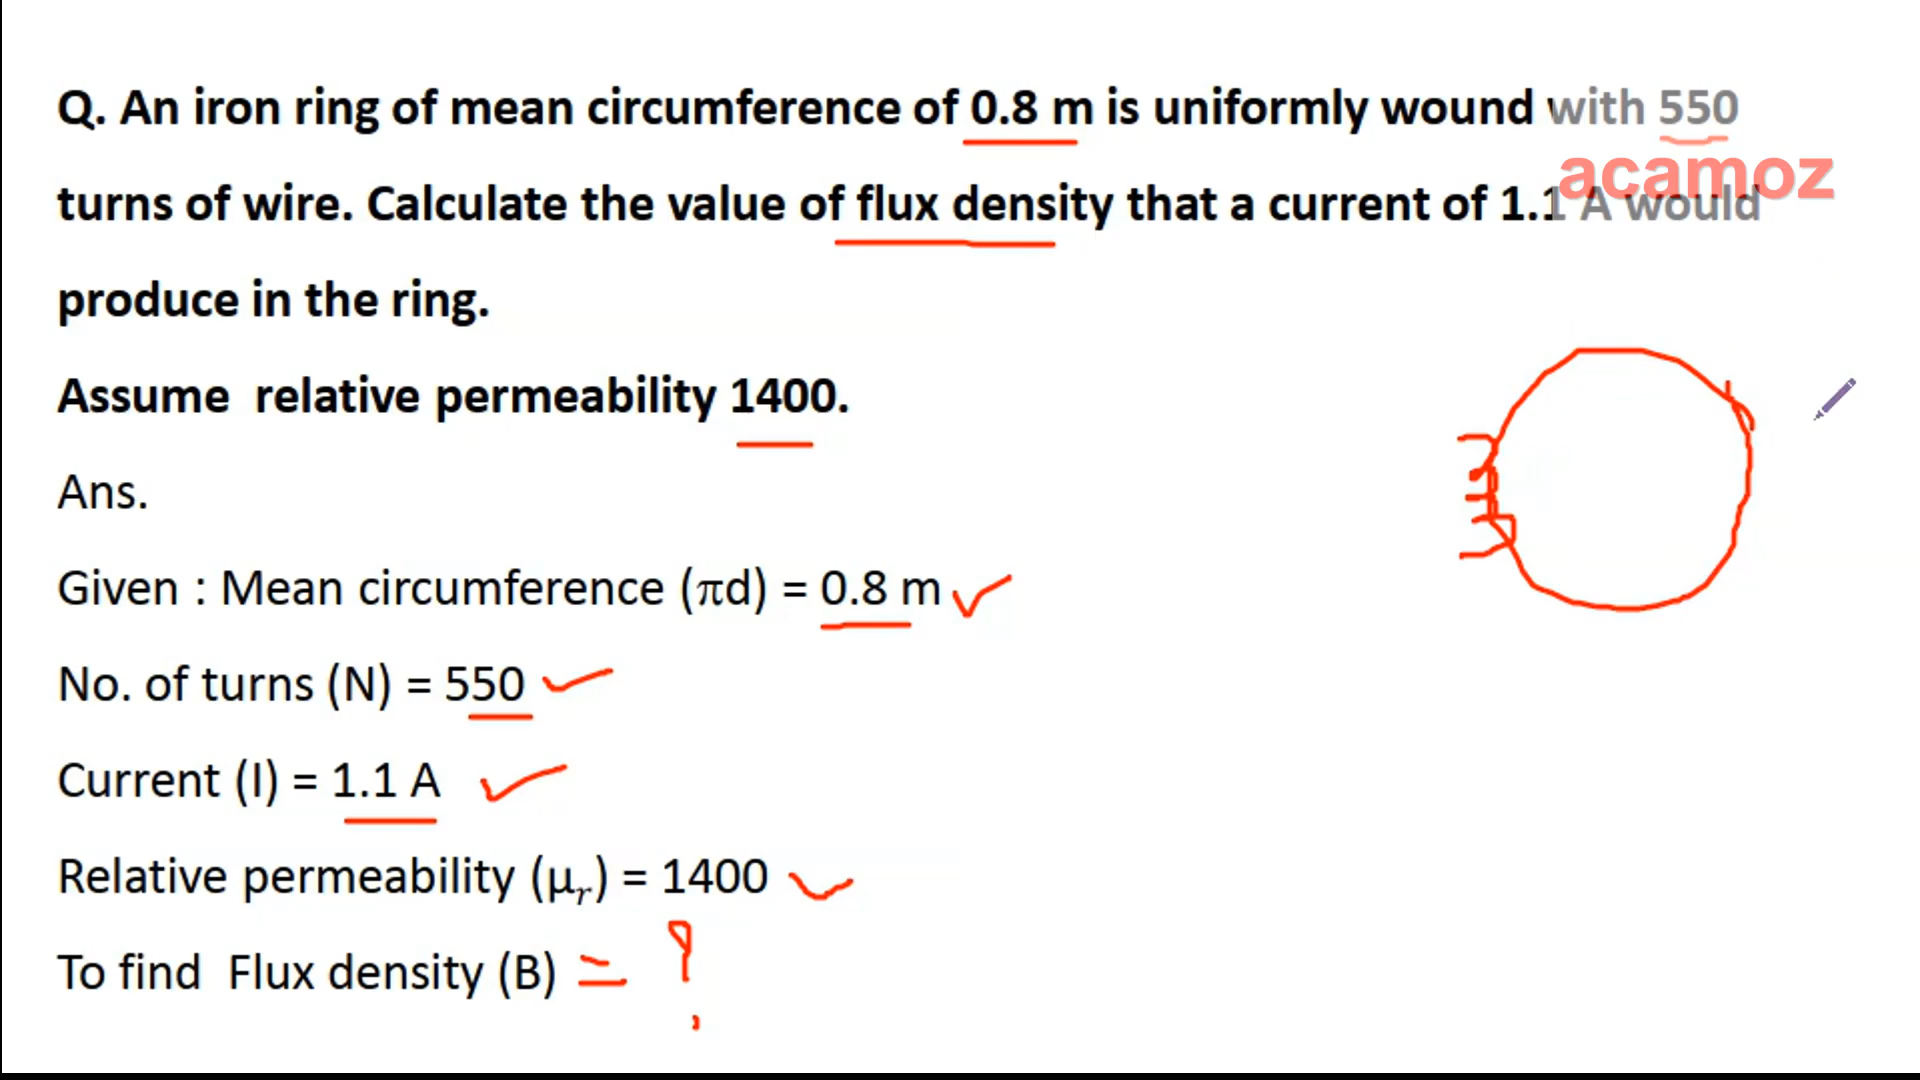 Q. An iron ring of mean circumference of 0.8 m is uniformly wound with 550
acamoz
turns of wire. Calculate the value of flux density that a current of 1.1 A would
produce in the ring.
Assume relative permeability 1400.
Ans.
Given : Mean circumference (πd) = 0.8 m
No. of turns (N) = 550
Current (I) = 1.1 A
Relative permeability (μᵣ) = 1400
To find Flux density (B) = ?